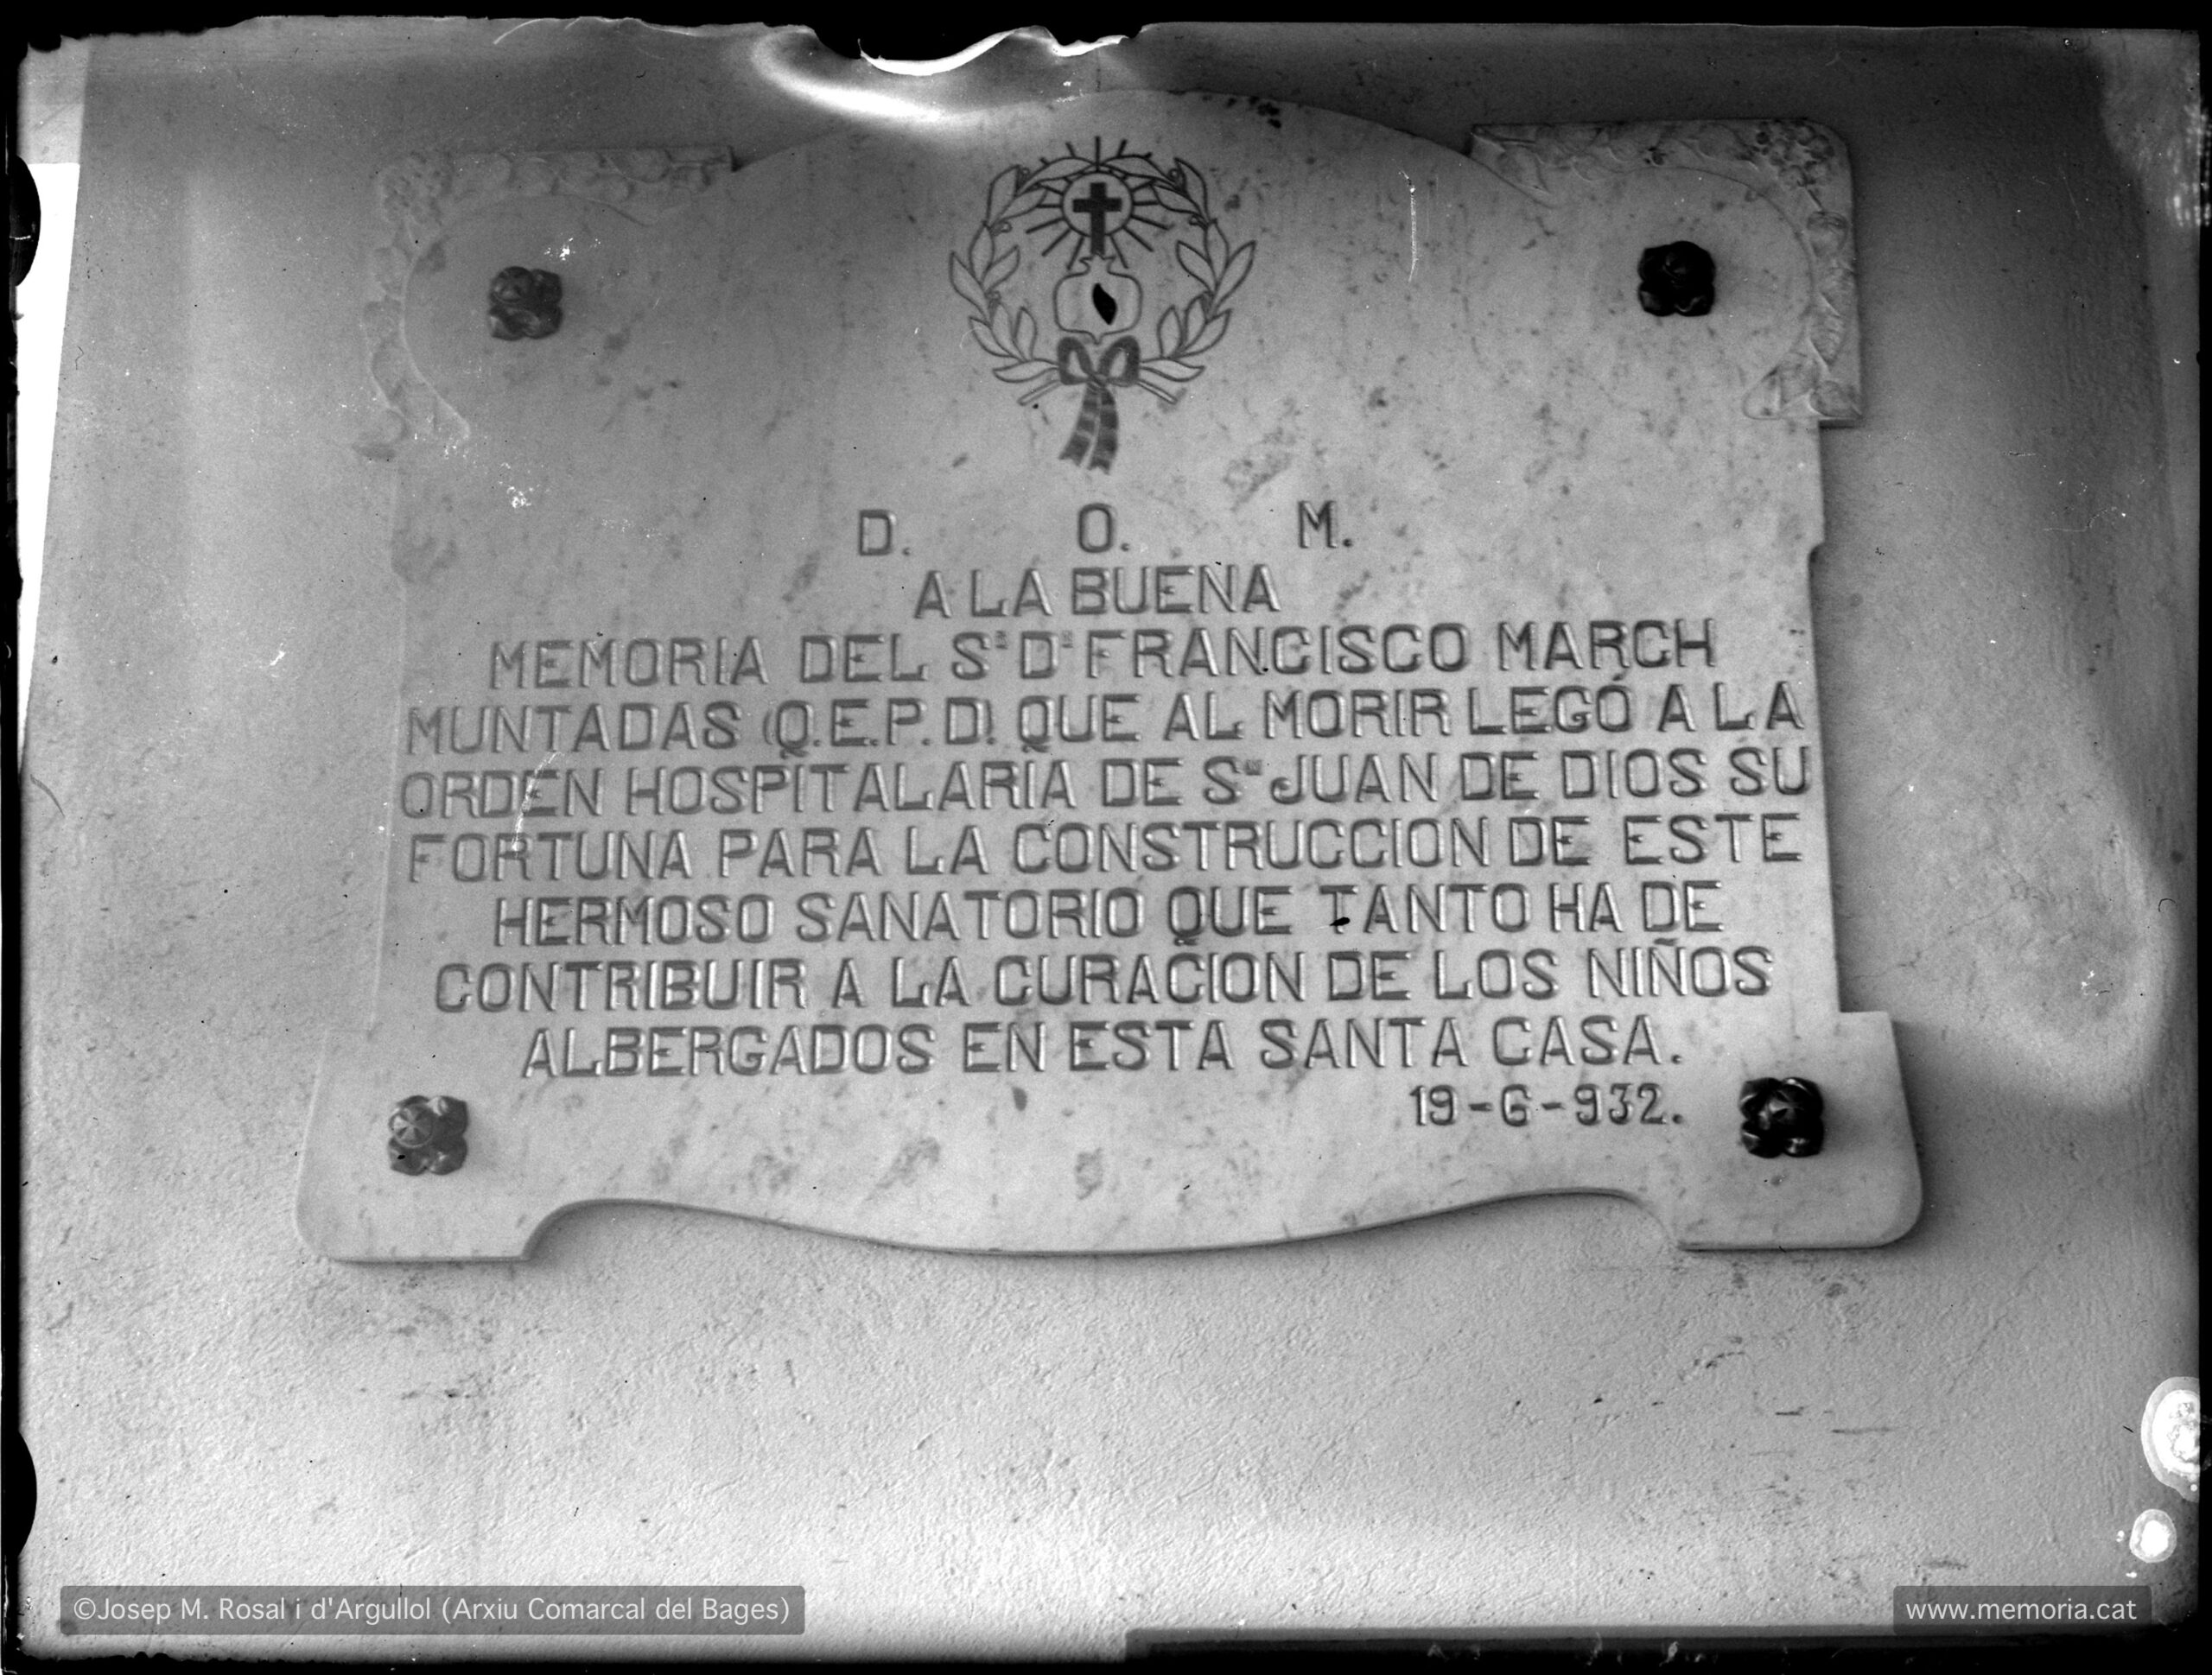 D. O. M.
A LA BUENA
MEMORIA DEL Sr Dn FRANCISCO MARCH
MUNTADAS (Q.E.P.D) QUE AL MORIR LEGÓ A LA
ORDEN HOSPITALARIA DE Sn JUAN DE DIOS SU
FORTUNA PARA LA CONSTRUCCION DE ESTE
HERMOSO SANATORIO QUE TANTO HA DE
CONTRIBUIR A LA CURACION DE LOS NIÑOS
ALBERGADOS EN ESTA SANTA CASA.
19-6-932.
©Josep M. Rosal i d'Argullol (Arxiu Comarcal del Bages)
www.memoria.cat